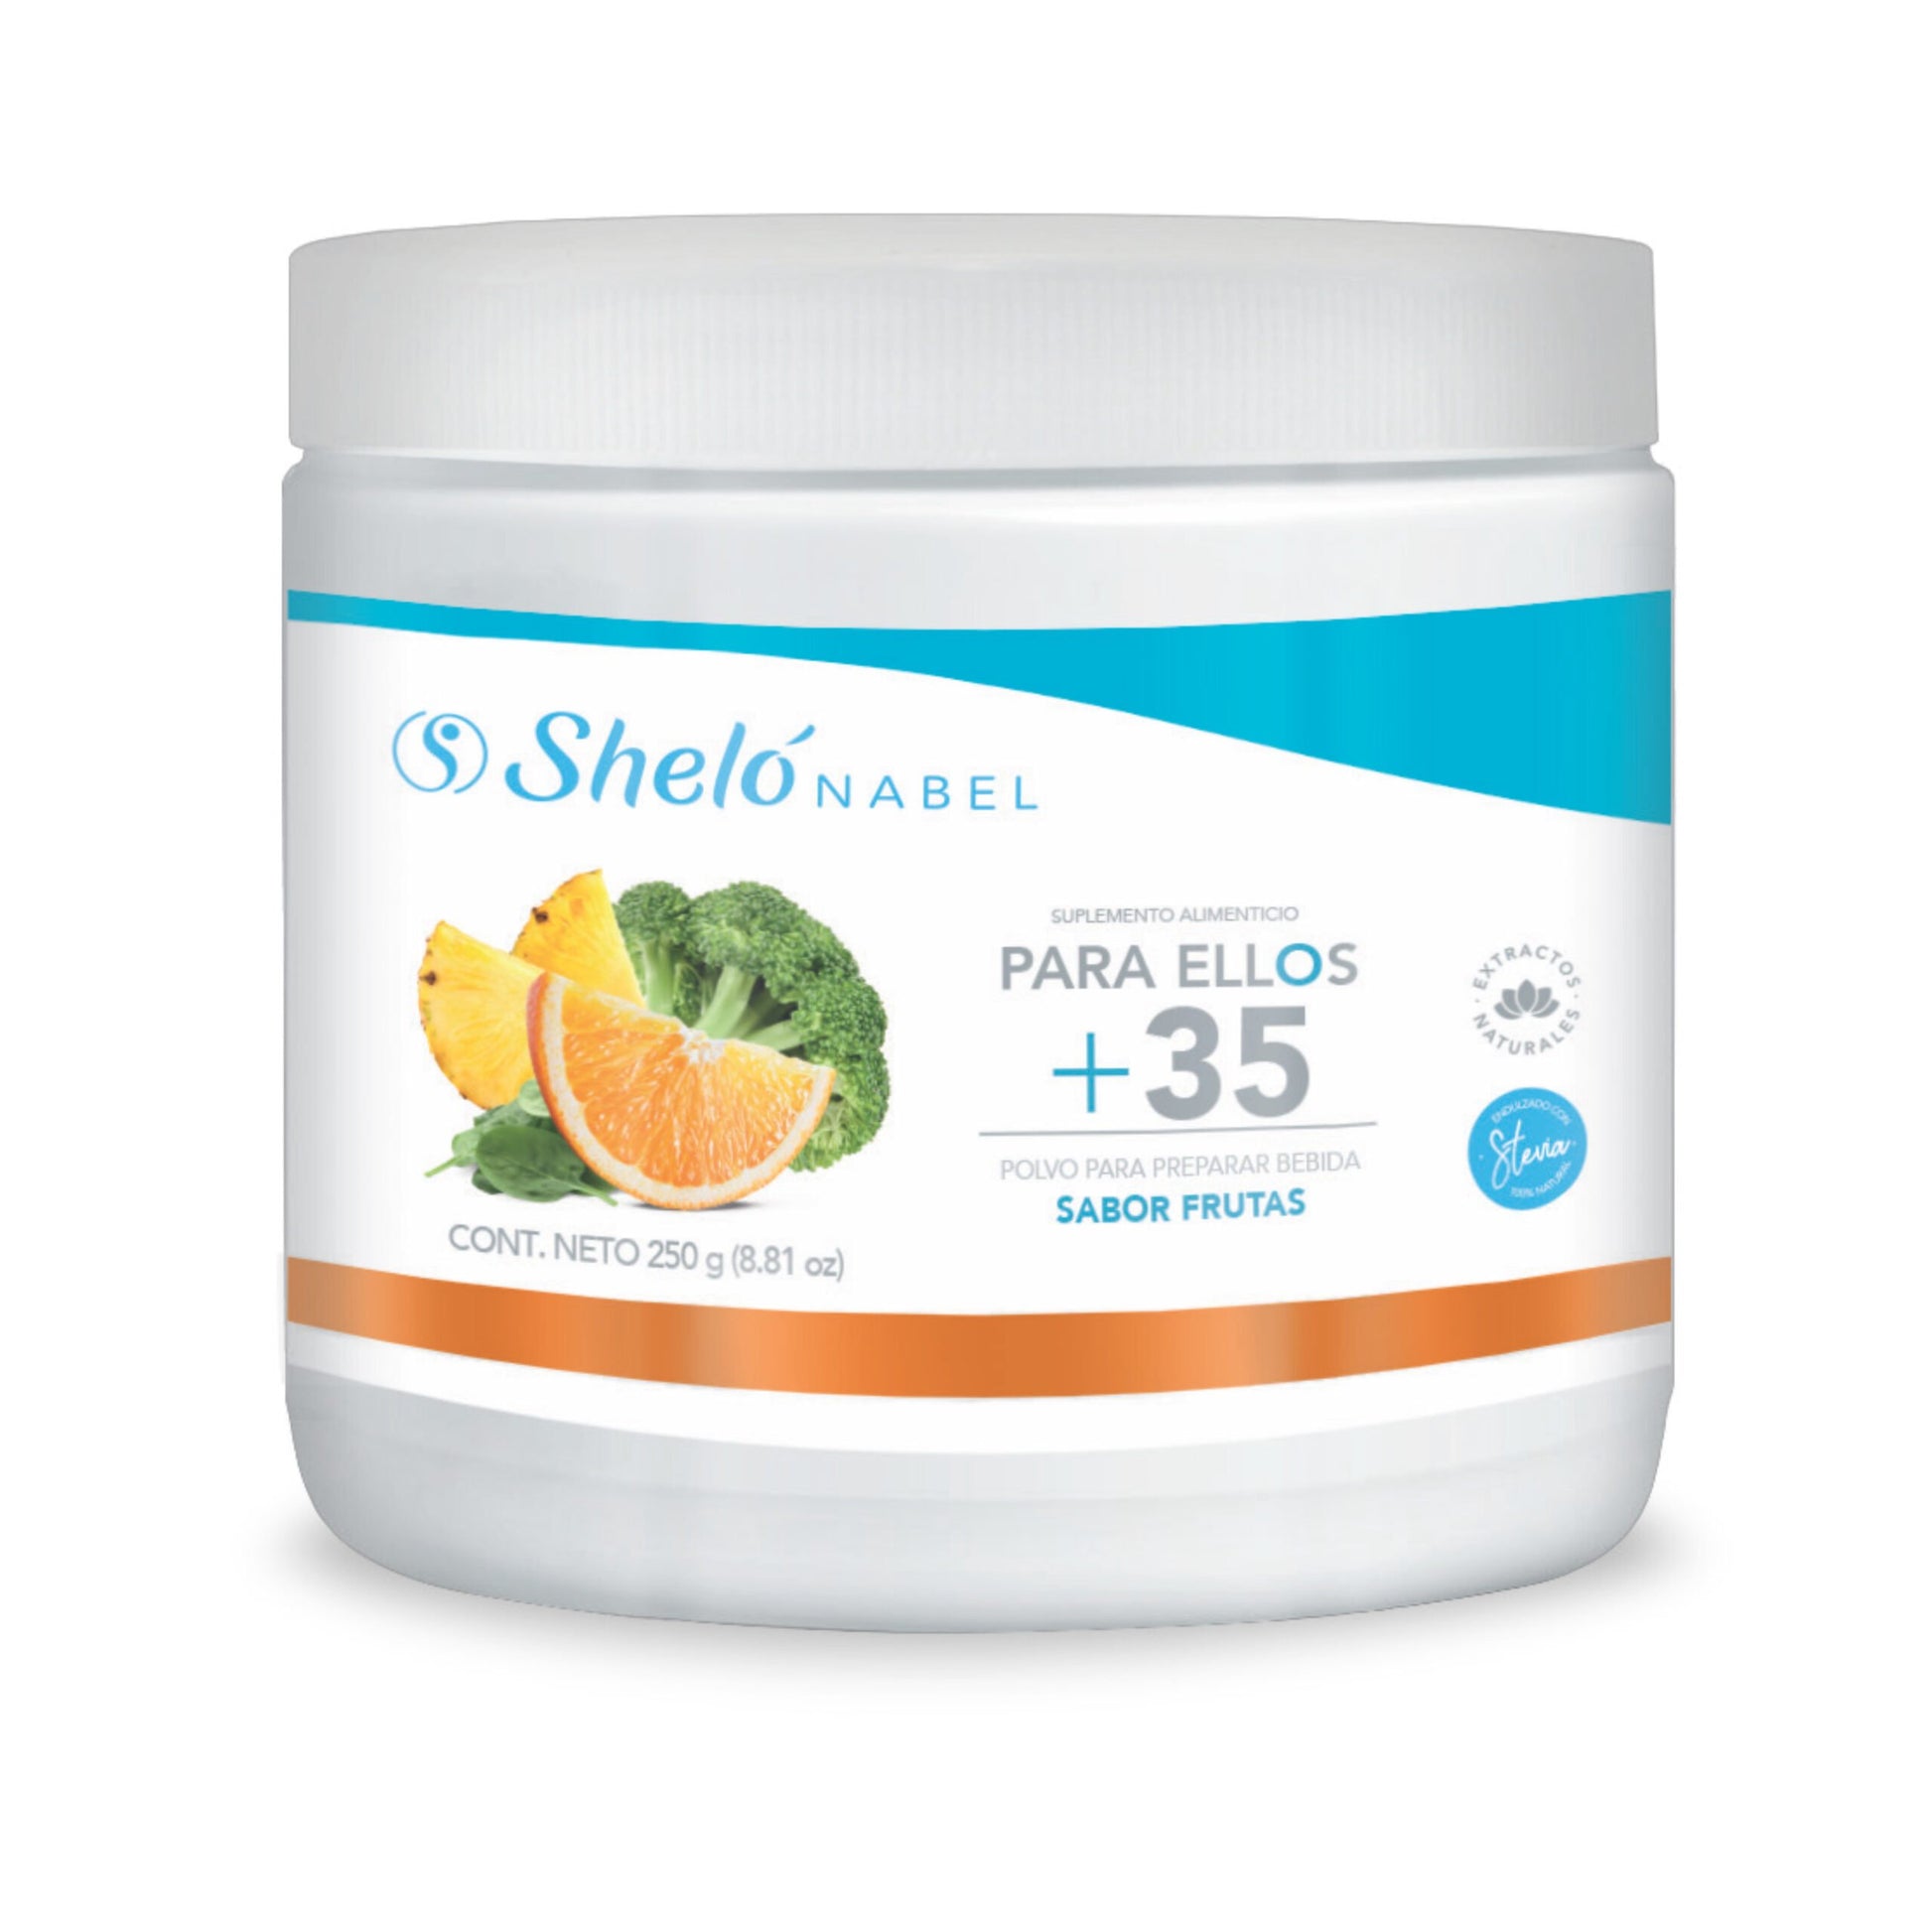 Sheló NABEL
SUPLEMENTO ALIMENTICIO
PARA ELLOS
+35
POLVO PARA PREPARAR BEBIDA
SABOR FRUTAS
CONT. NETO 250 g (8.81 oz)
· EXTRACTOS ·
NATURALES
ENDULZADO CON
· Stevia ·
100% NATURAL